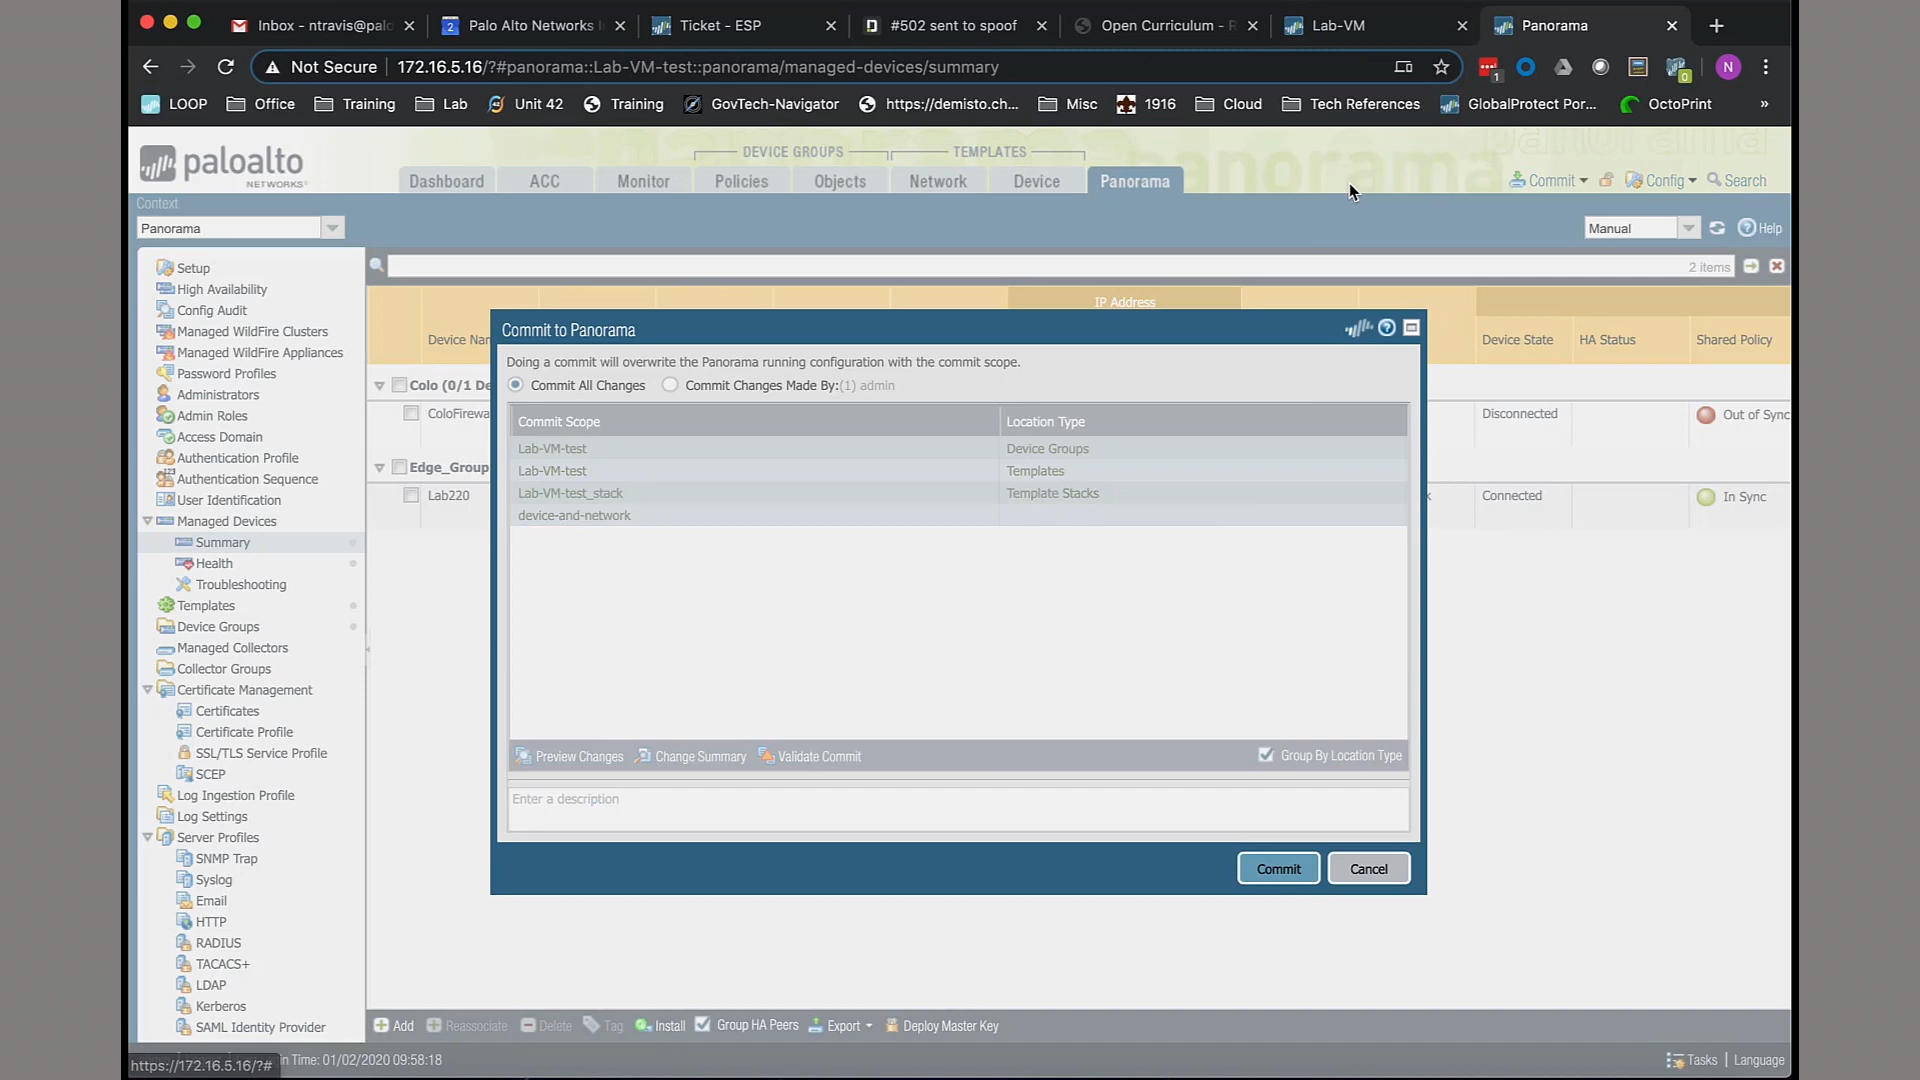 Inbox - ntravis@palo
2
Palo Alto Networks I
Ticket - ESP
#502 sent to spoof
Open Curriculum - R
Lab-VM
Panorama
Not Secure
172.16.5.16/?#panorama::Lab-VM-test::panorama/managed-devices/summary
1
0
N
LOOP
Office
Training
Lab
Unit 42
Training
GovTech-Navigator
https://demisto.ch...
Misc
1916
Cloud
Tech References
GlobalProtect Por...
OctoPrint
»
paloalto
NETWORKS
DEVICE GROUPS
TEMPLATES
Dashboard
ACC
Monitor
Policies
Objects
Network
Device
Panorama
Commit
Config
Search
Context
Panorama
Manual
Help
Setup
High Availability
Config Audit
Managed WildFire Clusters
Managed WildFire Appliances
Password Profiles
Administrators
Admin Roles
Access Domain
Authentication Profile
Authentication Sequence
User Identification
Managed Devices
Summary
Health
Troubleshooting
Templates
Device Groups
Managed Collectors
Collector Groups
Certificate Management
Certificates
Certificate Profile
SSL/TLS Service Profile
SCEP
Log Ingestion Profile
Log Settings
Server Profiles
SNMP Trap
Syslog
Email
HTTP
RADIUS
TACACS+
LDAP
Kerberos
SAML Identity Provider
2 items
IP Address
Device Nar
Device State
HA Status
Shared Policy
Colo (0/1 De
ColoFirewa
Disconnected
Out of Sync
Edge_Group
Lab220
Connected
In Sync
Commit to Panorama
Doing a commit will overwrite the Panorama running configuration with the commit scope.
Commit All Changes
Commit Changes Made By:(1) admin
Commit Scope
Location Type
Lab-VM-test
Device Groups
Lab-VM-test
Templates
Lab-VM-test_stack
Template Stacks
device-and-network
Preview Changes
Change Summary
Validate Commit
Group By Location Type
Enter a description
Commit
Cancel
Add
Reassociate
Delete
Tag
Install
Group HA Peers
Export
Deploy Master Key
https://172.16.5.16/?#
in Time: 01/02/2020 09:58:18
Tasks
Language